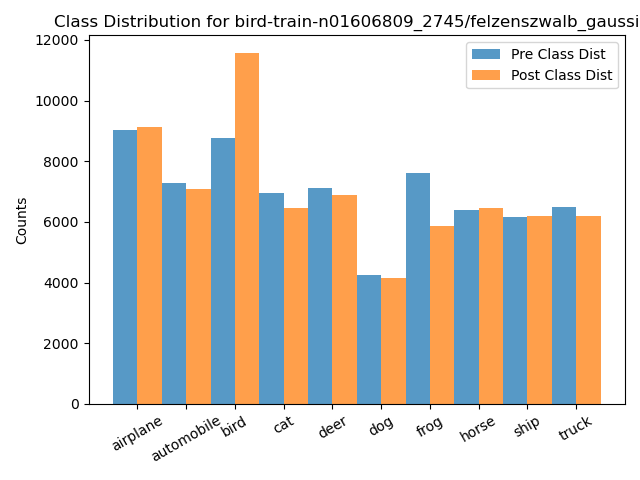 Class Distribution for bird-train-n01606809_2745/felzenszwalb_gaussi
Pre Class Dist
Post Class Dist
Counts
12000
10000
8000
6000
4000
2000
0
airplane
automobile
bird
cat
deer
dog
frog
horse
ship
truck